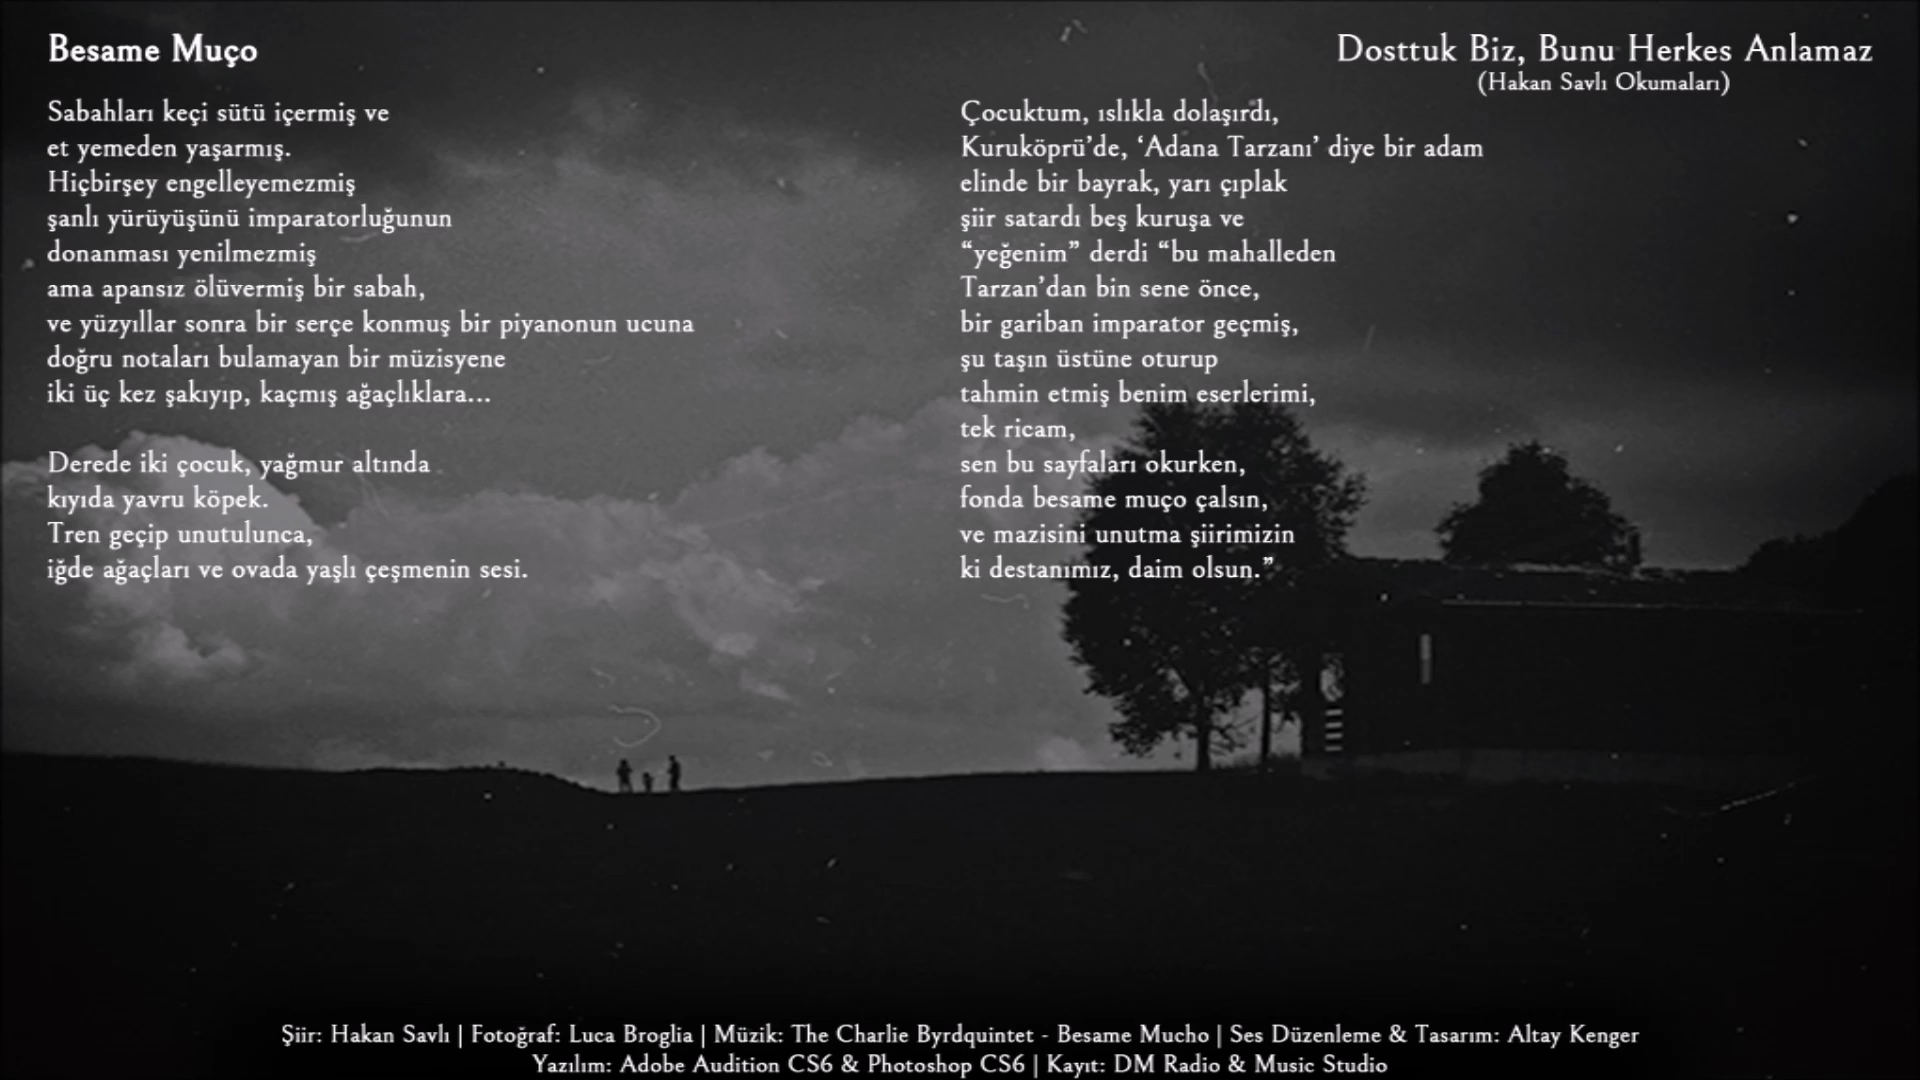 Besame Muço
Sabahları keçi sütü içermiş ve
et yemeden yaşarmış.
Hiçbirşey engelleyemezmiş
şanlı yürüyüşünü imparatorluğunun
donanması yenilmezmiş
ama apansız ölüvermiş bir sabah,
ve yüzyıllar sonra bir serçe konmuş bir piyanonun ucuna
doğru notaları bulamayan bir müzisyene
iki üç kez şakıyıp, kaçmış ağaçlıklara...
Derede iki çocuk, yağmur altında
kıyıda yavru köpek.
Tren geçip unutulunca,
iğde ağaçları ve ovada yaşlı çeşmenin sesi.
Dosttuk Biz, Bunu Herkes Anlamaz
(Hakan Savlı Okumaları)
Çocuktum, ıslıkla dolaşırdı,
Kuruköprü’de, ‘Adana Tarzanı’ diye bir adam
elinde bir bayrak, yarı çıplak
şiir satardı beş kuruşa ve
“yeğenim” derdi “bu mahalleden
Tarzan’dan bin sene önce,
bir gariban imparator geçmiş,
şu taşın üstüne oturup
tahmin etmiş benim eserlerimi,
tek ricam,
sen bu sayfaları okurken,
fonda besame muço çalsın,
ve mazisini unutma şiirimizin
ki destanımız, daim olsun.”
Şiir: Hakan Savlı | Fotoğraf: Luca Broglia | Müzik: The Charlie Byrdquintet - Besame Mucho | Ses Düzenleme & Tasarım: Altay Kenger
Yazılım: Adobe Audition CS6 & Photoshop CS6 | Kayıt: DM Radio & Music Studio